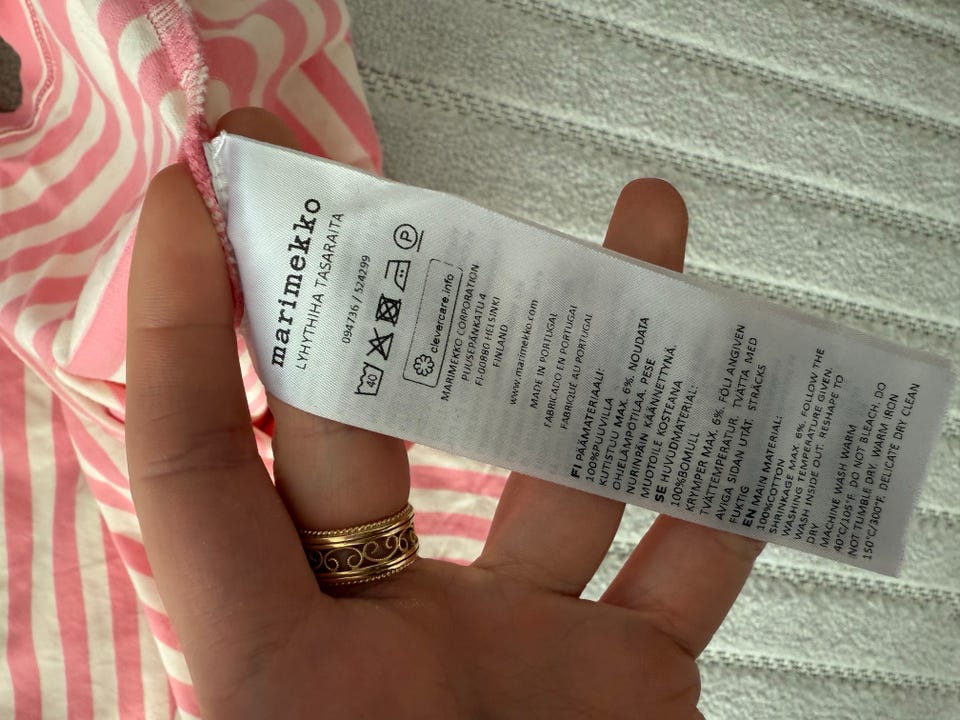 marimekko
LYHYTHIHA TASARAITA
094736 / 524299
40
P
clevercare.info
MARIMEKKO CORPORATION
PUUSEPÄNKATU 4
FI-00880 HELSINKI
FINLAND
www.marimekko.com
MADE IN PORTUGAL
FABRICADO EN PORTUGAL
FABRIQUÉ AU PORTUGAL
FI PÄÄMATERIAALI:
100%PUUVILLA
KUTISTUU MAX. 6%. NOUDATA
OHJELÄMPÖTILAA. PESE
NURINPÄIN KÄÄNNETTYNÄ.
MUOTOILE KOSTEANA
SE HUVUDMATERIAL:
100%BOMULL
KRYMPER MAX. 6%. FÖLJ ANGIVEN
TVÄTTEMPERATUR. TVÄTTA MED
AVIGA SIDAN UTÅT. STRÄCKS
FUKTIG
EN MAIN MATERIAL:
100%COTTON
SHRINKAGE MAX. 6%. FOLLOW THE
WASHING TEMPERATURE GIVEN.
WASH INSIDE OUT. RESHAPE TO
DRY
MACHINE WASH WARM
40°C/105°F. DO NOT BLEACH. DO
NOT TUMBLE DRY. WARM IRON
150°C/300°F. DELICATE DRY CLEAN